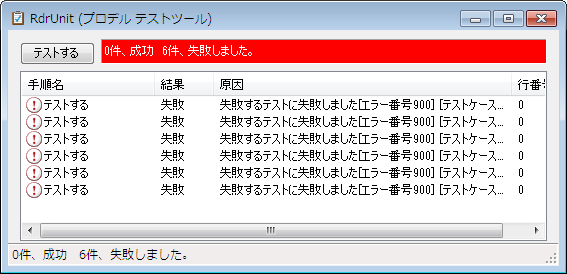 RdrUnit (プロデル テストツール)
テストする 0件、成功 6件、失敗しました。
手順名 結果 原因 行番号
テストする 失敗 失敗するテストに失敗しました[エラー番号900] [テストケース... 0
テストする 失敗 失敗するテストに失敗しました[エラー番号900] [テストケース... 0
テストする 失敗 失敗するテストに失敗しました[エラー番号900] [テストケース... 0
テストする 失敗 失敗するテストに失敗しました[エラー番号900] [テストケース... 0
テストする 失敗 失敗するテストに失敗しました[エラー番号900] [テストケース... 0
テストする 失敗 失敗するテストに失敗しました[エラー番号900] [テストケース... 0
0件、成功 6件、失敗しました。